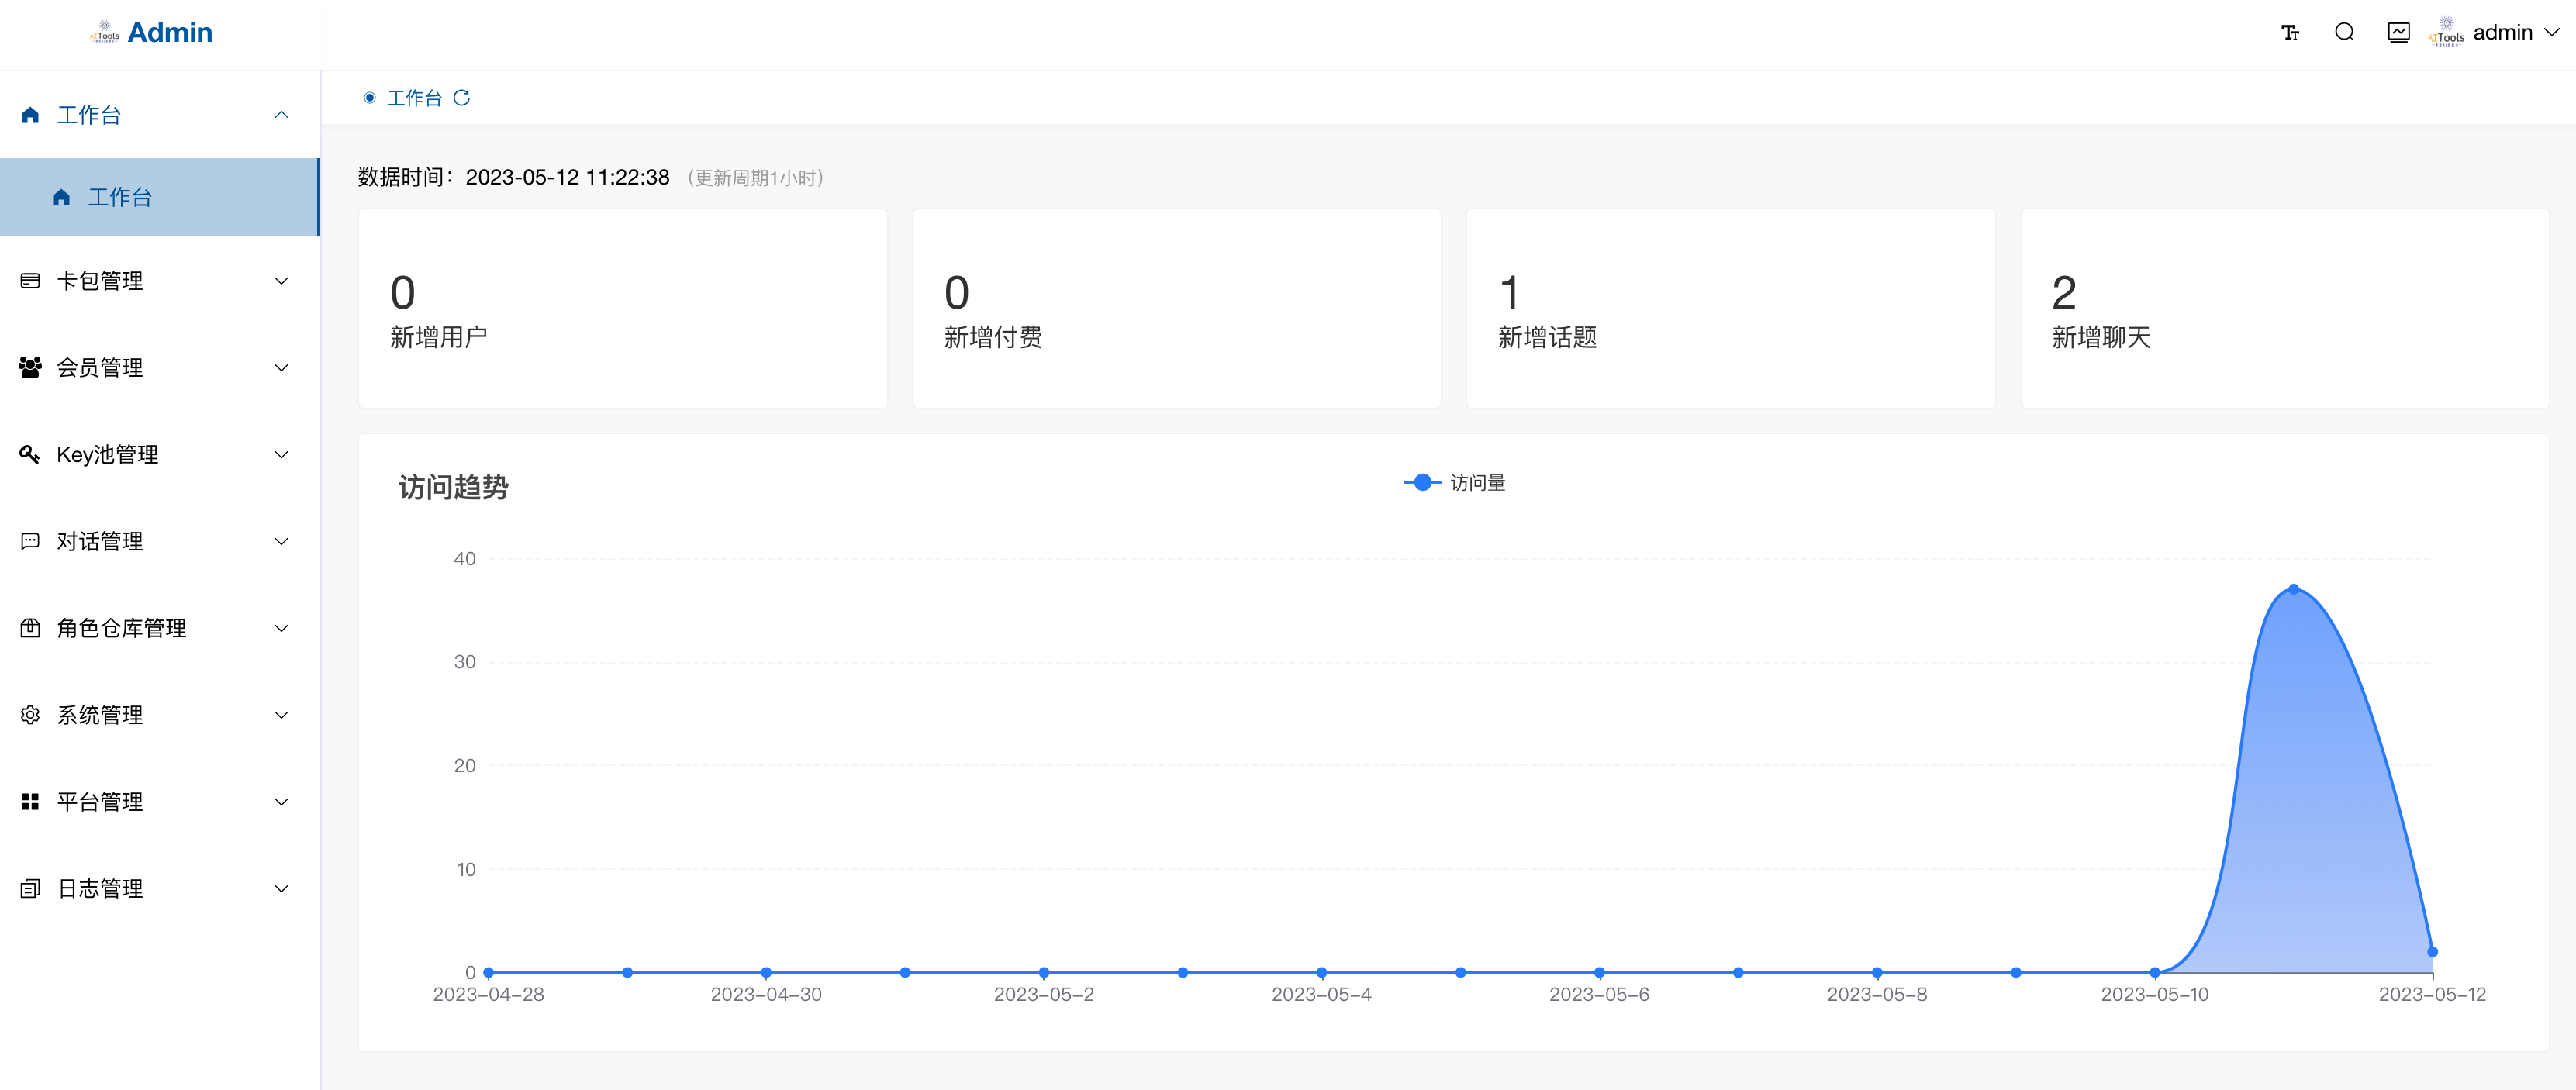 AITools Admin
admin
AITools
工作台
工作台
卡包管理
会员管理
Key池管理
对话管理
角色仓库管理
系统管理
平台管理
日志管理
工作台
数据时间：2023-05-12 11:22:38 （更新周期1小时）
0
新增用户
0
新增付费
1
新增话题
2
新增聊天
访问趋势
访问量
40
30
20
10
0
2023-04-28 2023-04-30 2023-05-2 2023-05-4 2023-05-6 2023-05-8 2023-05-10 2023-05-12